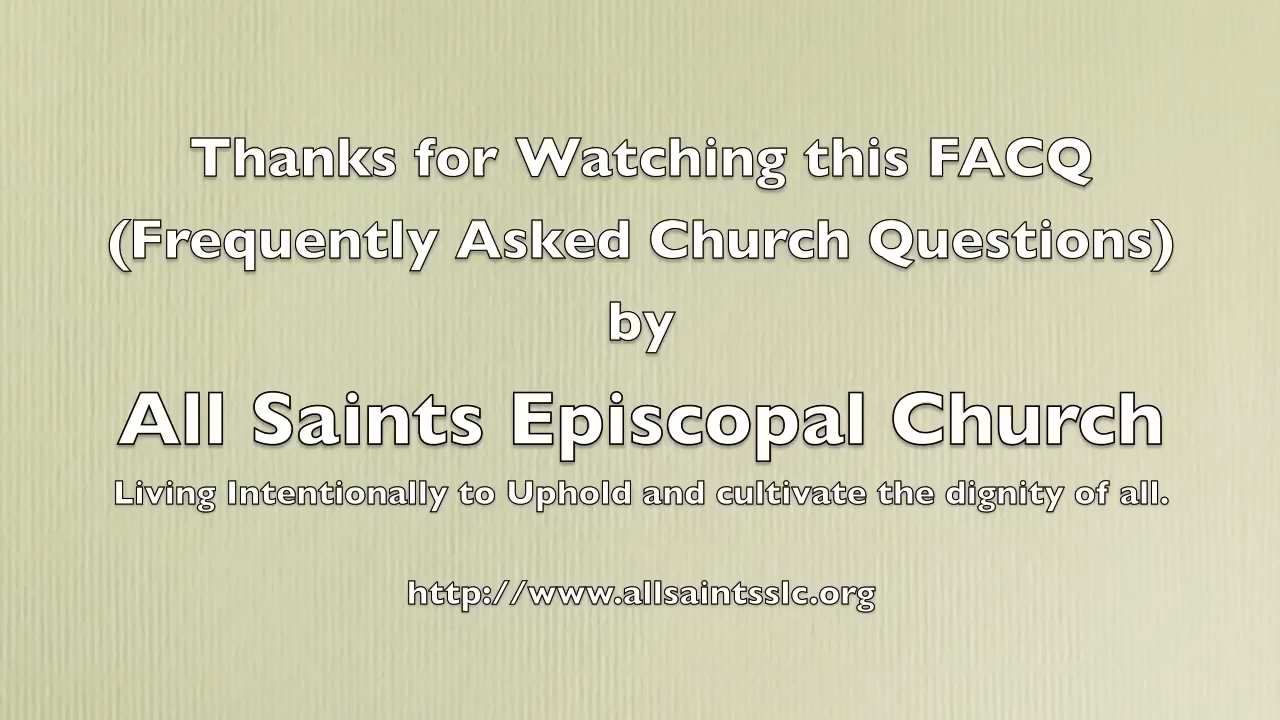 Thanks for Watching this FACQ
(Frequently Asked Church Questions)
by
All Saints Episcopal Church
Living Intentionally to Uphold and cultivate the dignity of all.
http://www.allsaintsslc.org